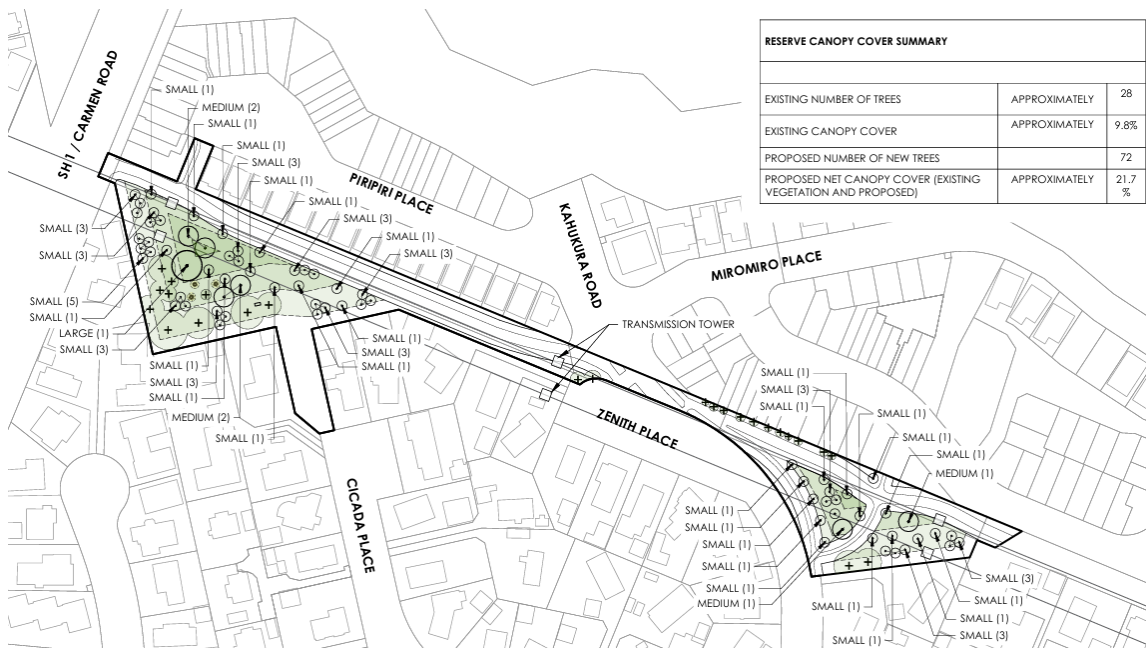 RESERVE CANOPY COVER SUMMARY
EXISTING NUMBER OF TREES APPROXIMATELY 28
EXISTING CANOPY COVER APPROXIMATELY 9.8%
PROPOSED NUMBER OF NEW TREES 72
PROPOSED NET CANOPY COVER (EXISTING
VEGETATION AND PROPOSED) APPROXIMATELY 21.7
%
SH 1 / CARMEN ROAD
SMALL (1)
MEDIUM (2)
SMALL (1)
SMALL (1)
SMALL (3)
SMALL (1)
PIRIPIRI PLACE
SMALL (1)
SMALL (3)
SMALL (1)
SMALL (3)
KAHUKURA ROAD
MIROMIRO PLACE
SMALL (3)
SMALL (3)
SMALL (5)
SMALL (1)
LARGE (1)
SMALL (3)
SMALL (1)
SMALL (3)
SMALL (1)
MEDIUM (2)
SMALL (1)
SMALL (1)
SMALL (3)
SMALL (1)
TRANSMISSION TOWER
ZENITH PLACE
CICADA PLACE
SMALL (1)
SMALL (3)
SMALL (1)
SMALL (1)
SMALL (1)
SMALL (1)
MEDIUM (1)
SMALL (1)
SMALL (1)
SMALL (1)
SMALL (1)
SMALL (1)
MEDIUM (1)
SMALL (3)
SMALL (1)
SMALL (1)
SMALL (3)
SMALL (1)